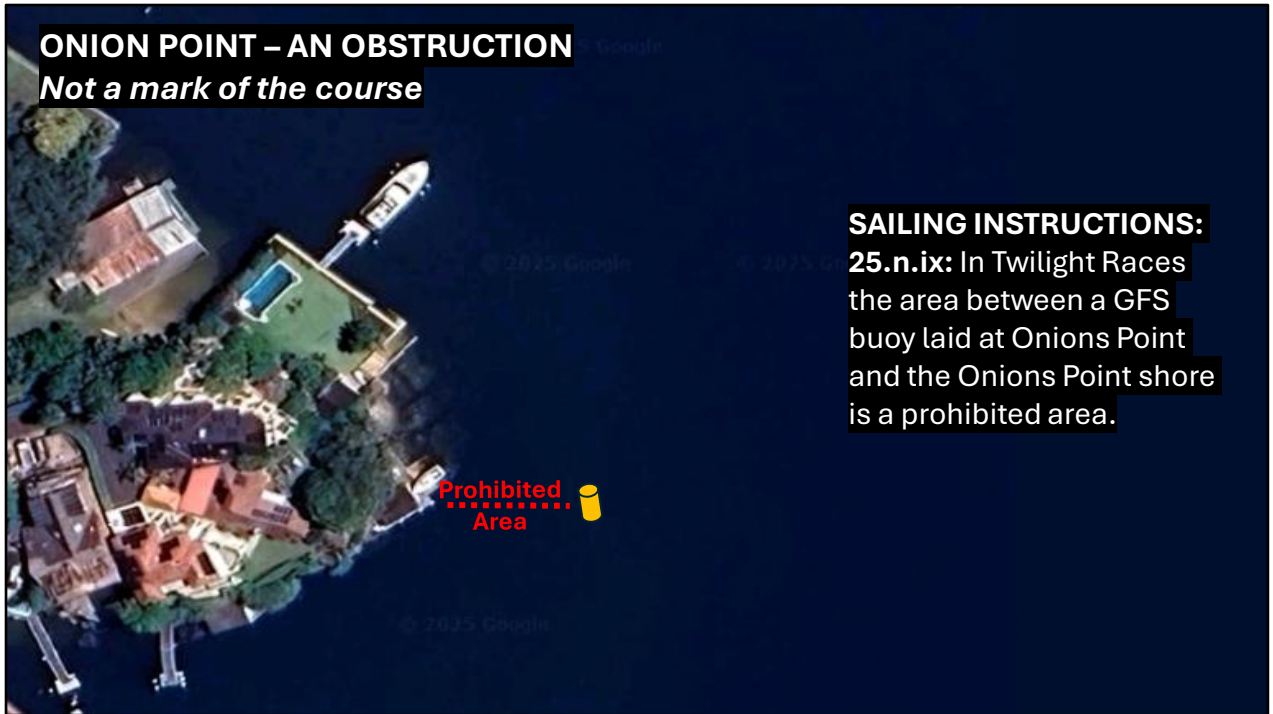 ONION POINT – AN OBSTRUCTION
Not a mark of the course
5 Google
© 2025 Google
© 2025 Go
SAILING INSTRUCTIONS:
25.n.ix: In Twilight Races
the area between a GFS
buoy laid at Onions Point
and the Onions Point shore
is a prohibited area.
Prohibited
Area
© 2025 Google